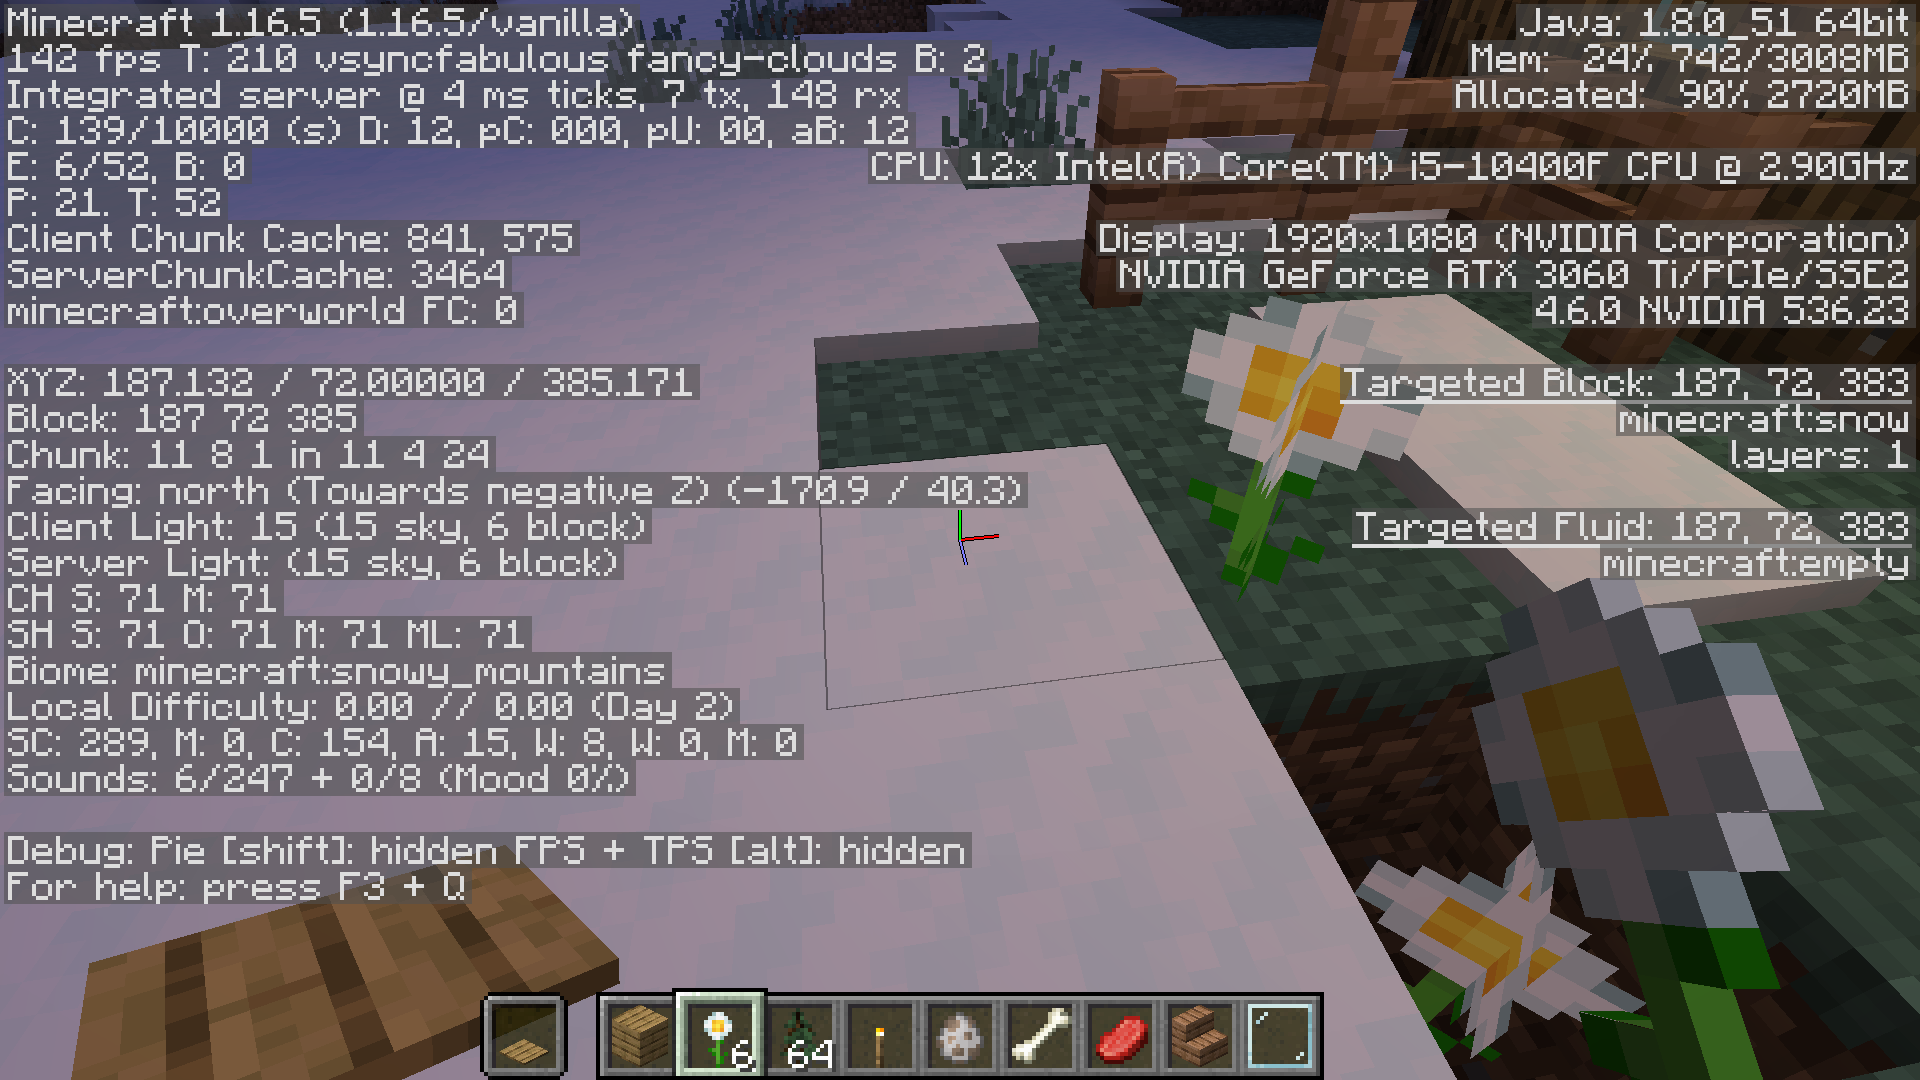 Minecraft 1.16.5 (1.16.5/vanilla)
142 fps T: 210 vsyncfabulous fancy-clouds B: 2
Integrated server @ 4 ms ticks, 7 tx, 148 rx
C: 139/10000 (s) D: 12, pC: 000, pU: 00, aB: 12
E: 6/52, B: 0
P: 21. T: 52
Client Chunk Cache: 841, 575
ServerChunkCache: 3464
minecraft:overworld FC: 0
XYZ: 187.132 / 72.00000 / 385.171
Block: 187 72 385
Chunk: 11 8 1 in 11 4 24
Facing: north (Towards negative Z) (-170.9 / 40.3)
Client Light: 15 (15 sky, 6 block)
Server Light: (15 sky, 6 block)
CH S: 71 M: 71
SH S: 71 O: 71 M: 71 ML: 71
Biome: minecraft:snowy_mountains
Local Difficulty: 0.00 // 0.00 (Day 2)
SC: 289, M: 0, C: 154, A: 15, W: 8, W: 0, M: 0
Sounds: 6/247 + 0/8 (Mood 0%)
Debug: Pie [shift]: hidden FPS + TPS [alt]: hidden
For help: press F3 + Q
Java: 1.8.0_51 64bit
Mem: 24% 742/3008MB
Allocated: 90% 2720MB
CPU: 12x Intel(R) Core(TM) i5-10400F CPU @ 2.90GHz
Display: 1920x1080 (NVIDIA Corporation)
NVIDIA GeForce RTX 3060 Ti/PCIe/SSE2
4.6.0 NVIDIA 536.23
Targeted Block: 187, 72, 383
minecraft:snow
layers: 1
Targeted Fluid: 187, 72, 383
minecraft:empty
6
64